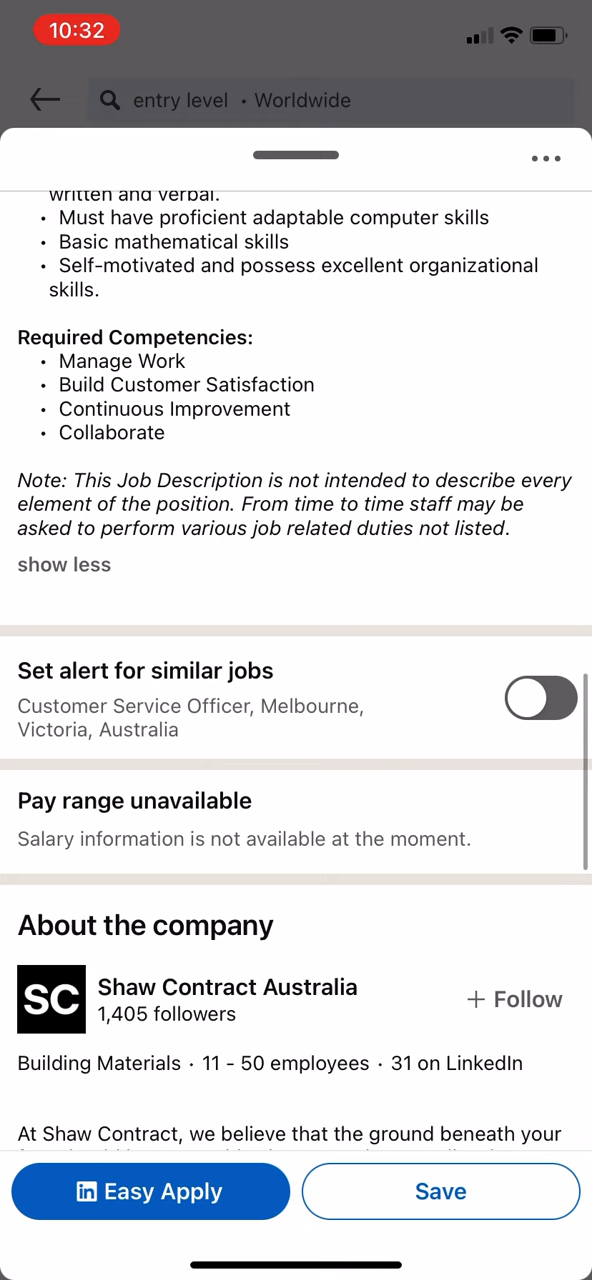 10:32
entry level • Worldwide
written and verbal.
• Must have proficient adaptable computer skills
• Basic mathematical skills
• Self-motivated and possess excellent organizational
skills.
Required Competencies:
• Manage Work
• Build Customer Satisfaction
• Continuous Improvement
• Collaborate
Note: This Job Description is not intended to describe every
element of the position. From time to time staff may be
asked to perform various job related duties not listed.
show less
Set alert for similar jobs
Customer Service Officer, Melbourne,
Victoria, Australia
Pay range unavailable
Salary information is not available at the moment.
About the company
SC
Shaw Contract Australia
1,405 followers
+ Follow
Building Materials · 11 - 50 employees · 31 on LinkedIn
At Shaw Contract, we believe that the ground beneath your
in Easy Apply
Save